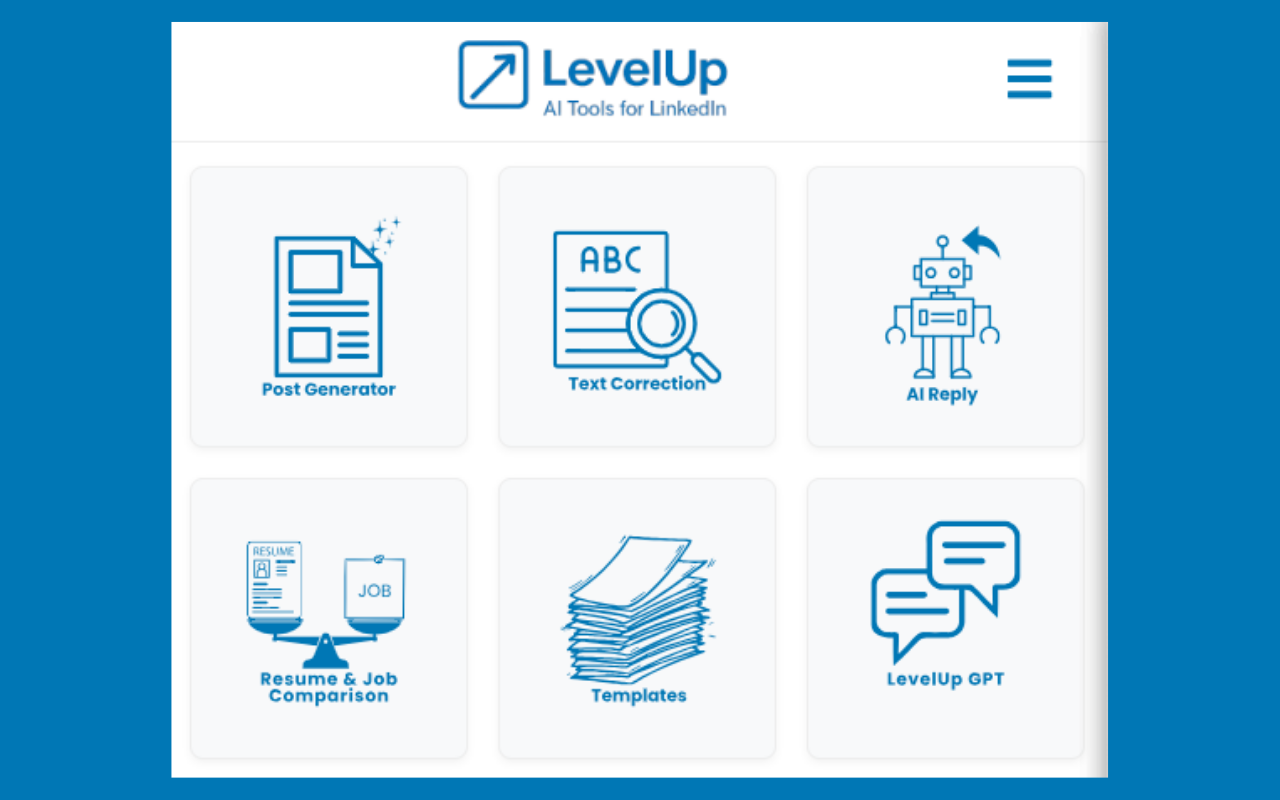 LevelUp
AI Tools for LinkedIn
Post Generator
ABC
Text Correction
AI Reply
RESUME
JOB
Resume & Job
Comparison
Templates
LevelUp GPT